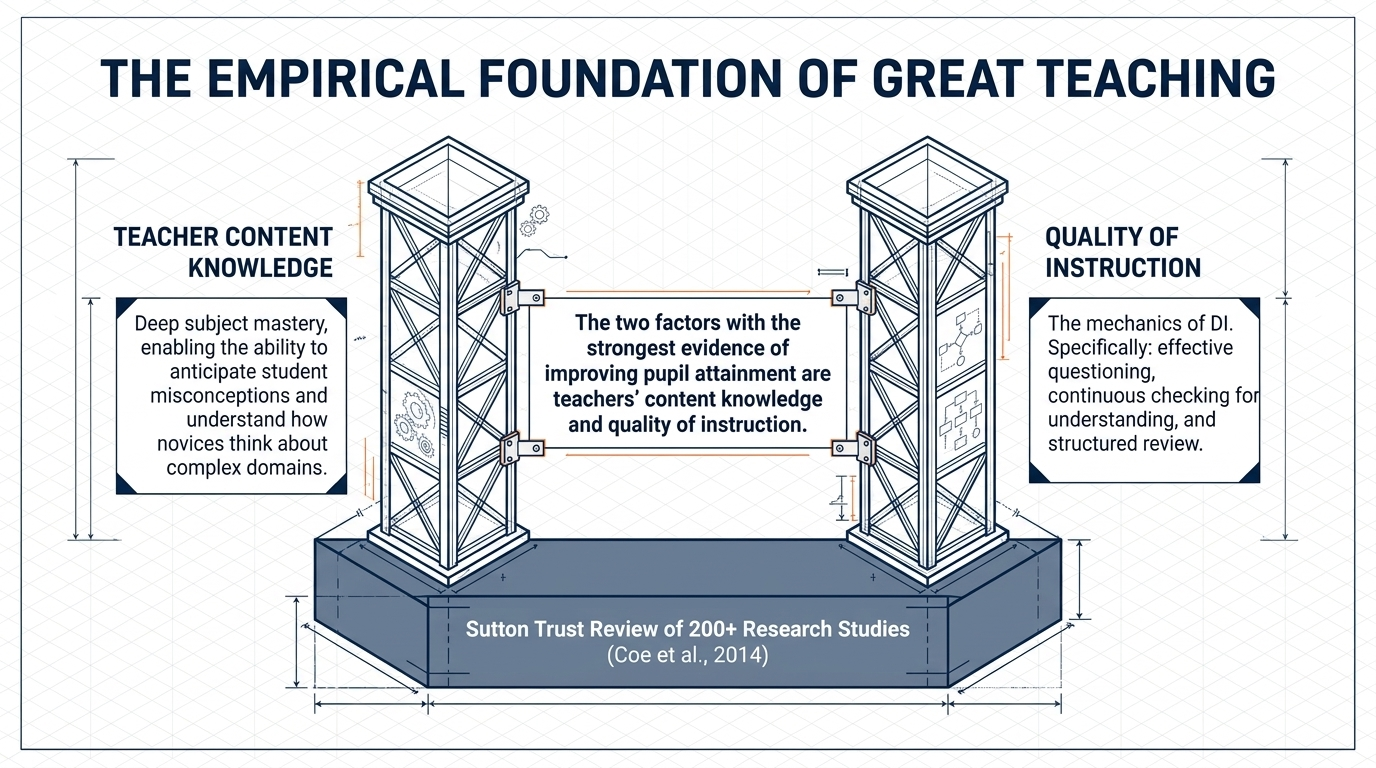 THE EMPIRICAL FOUNDATION OF GREAT TEACHING
TEACHER CONTENT
KNOWLEDGE
Deep subject mastery,
enabling the ability to
anticipate student
misconceptions and
understand how
novices think about
complex domains.
The two factors with the
strongest evidence of
improving pupil attainment are
teachers’ content knowledge
and quality of instruction.
QUALITY OF
INSTRUCTION
The mechanics of DI.
Specifically: effective
questioning,
continuous checking for
understanding, and
structured review.
Sutton Trust Review of 200+ Research Studies
(Coe et al., 2014)